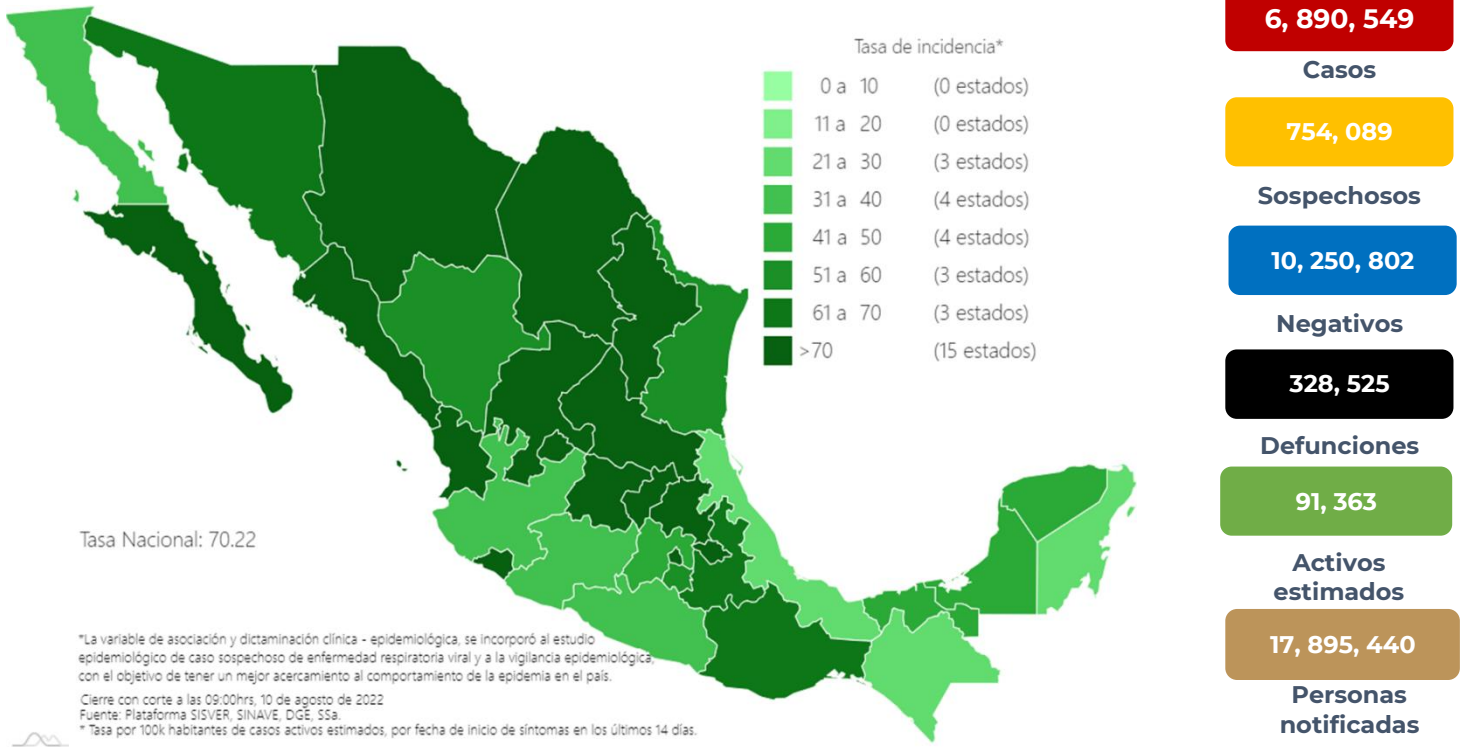 Tasa de incidencia*
0 a 10 (0 estados)
11 a 20 (0 estados)
21 a 30 (3 estados)
31 a 40 (4 estados)
41 a 50 (4 estados)
51 a 60 (3 estados)
61 a 70 (3 estados)
>70 (15 estados)
Tasa Nacional: 70.22
*La variable de asociación y dictaminación clínica - epidemiológica, se incorporó al estudio
epidemiológico de caso sospechoso de enfermedad respiratoria viral y a la vigilancia epidemiológica,
con el objetivo de tener un mejor acercamiento al comportamiento de la epidemia en el país.
Cierre con corte a las 09:00hrs, 10 de agosto de 2022
Fuente: Plataforma SISVER, SINAVE, DGE, SSa.
* Tasa por 100k habitantes de casos activos estimados, por fecha de inicio de síntomas en los últimos 14 días.
6, 890, 549
Casos
754, 089
Sospechosos
10, 250, 802
Negativos
328, 525
Defunciones
91, 363
Activos
estimados
17, 895, 440
Personas
notificadas